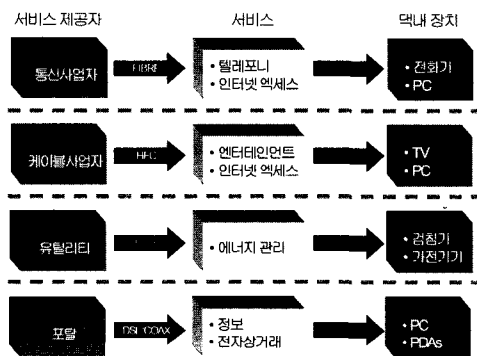 서비스 제공자 서비스 댁내 장치
통신사업자 FIBRE • 텔레포니 • 전화기
• 인터넷 엑세스 • PC
케이블사업자 HFC • 엔터테인먼트 • TV
• 인터넷 엑세스 • PC
유틸리티 • 에너지 관리 • 검침기
• 가전기기
포탈 DSL COAX • 정보 • PC
• 전자상거래 • PDAs